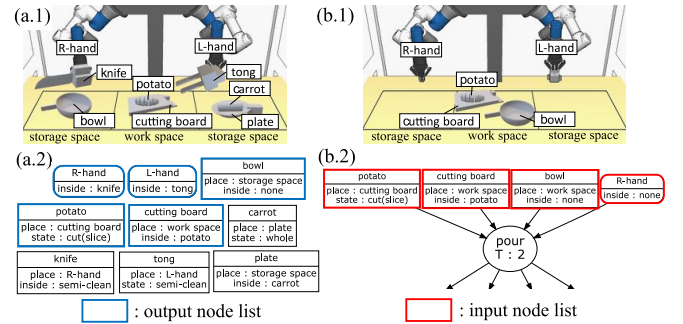 (a.1)
R-hand
L-hand
knife
tong
potato
carrot
bowl
cutting board
plate
storage space
work space
storage space
(b.1)
R-hand
L-hand
potato
cutting board
bowl
storage space
work space
storage space
(a.2)
R-hand
inside : knife
L-hand
inside : tong
bowl
place : storage space
inside : none
potato
place : cutting board
state : cut(slice)
cutting board
place : work space
inside : potato
carrot
place : plate
state : whole
knife
place : R-hand
inside : semi-clean
tong
place : L-hand
state : semi-clean
plate
place : storage space
inside : carrot
: output node list
(b.2)
potato
place : cutting board
state : cut(slice)
cutting board
place : work space
inside : potato
bowl
place : work space
inside : none
R-hand
inside : none
pour
T : 2
: input node list